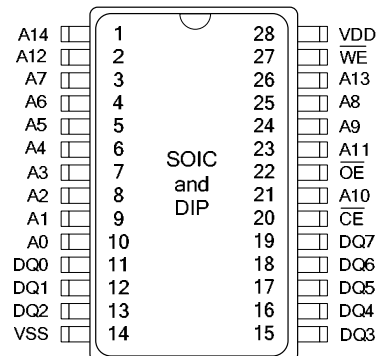 A14 1 28 VDD
A12 2 27 WE
A7 3 26 A13
A6 4 25 A8
A5 5 24 A9
A4 6 23 A11
A3 7 22 OE
A2 8 21 A10
A1 9 20 CE
A0 10 19 DQ7
DQ0 11 18 DQ6
DQ1 12 17 DQ5
DQ2 13 16 DQ4
VSS 14 15 DQ3
SOIC
and
DIP